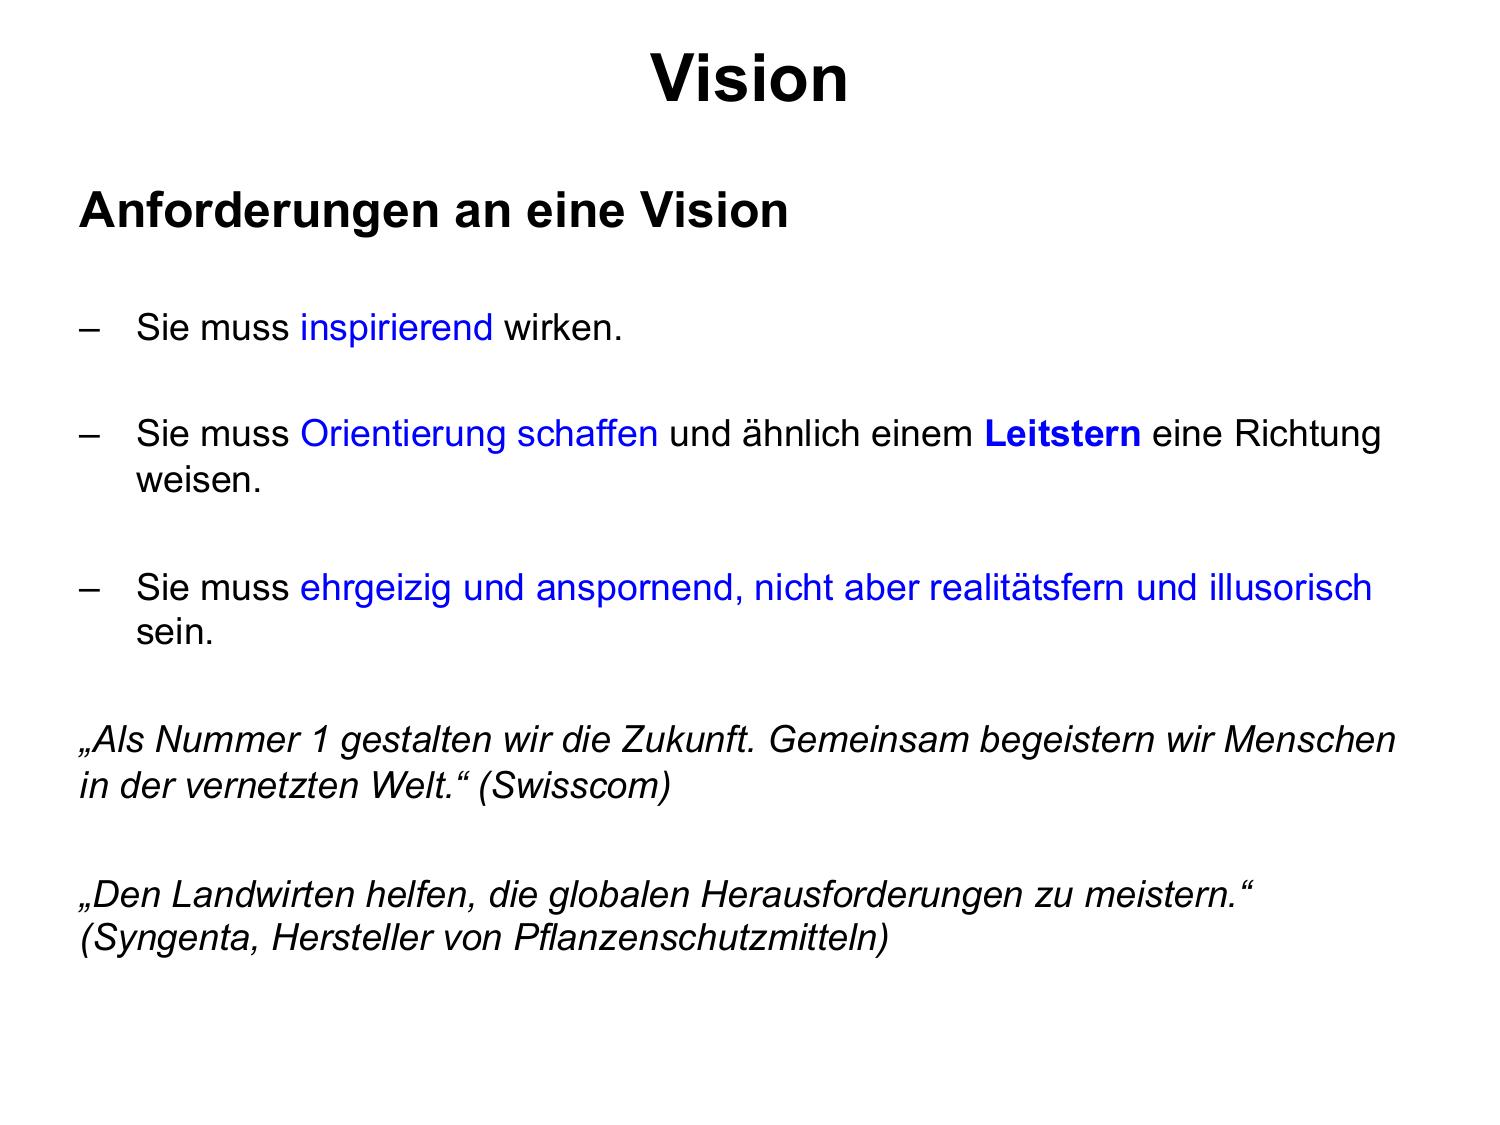 Vision
Anforderungen an eine Vision
– Sie muss inspirierend wirken.
– Sie muss Orientierung schaffen und ähnlich einem Leitstern eine Richtung
weisen.
– Sie muss ehrgeizig und anspornend, nicht aber realitätsfern und illusorisch
sein.
„Als Nummer 1 gestalten wir die Zukunft. Gemeinsam begeistern wir Menschen
in der vernetzten Welt.“ (Swisscom)
„Den Landwirten helfen, die globalen Herausforderungen zu meistern.“
(Syngenta, Hersteller von Pflanzenschutzmitteln)